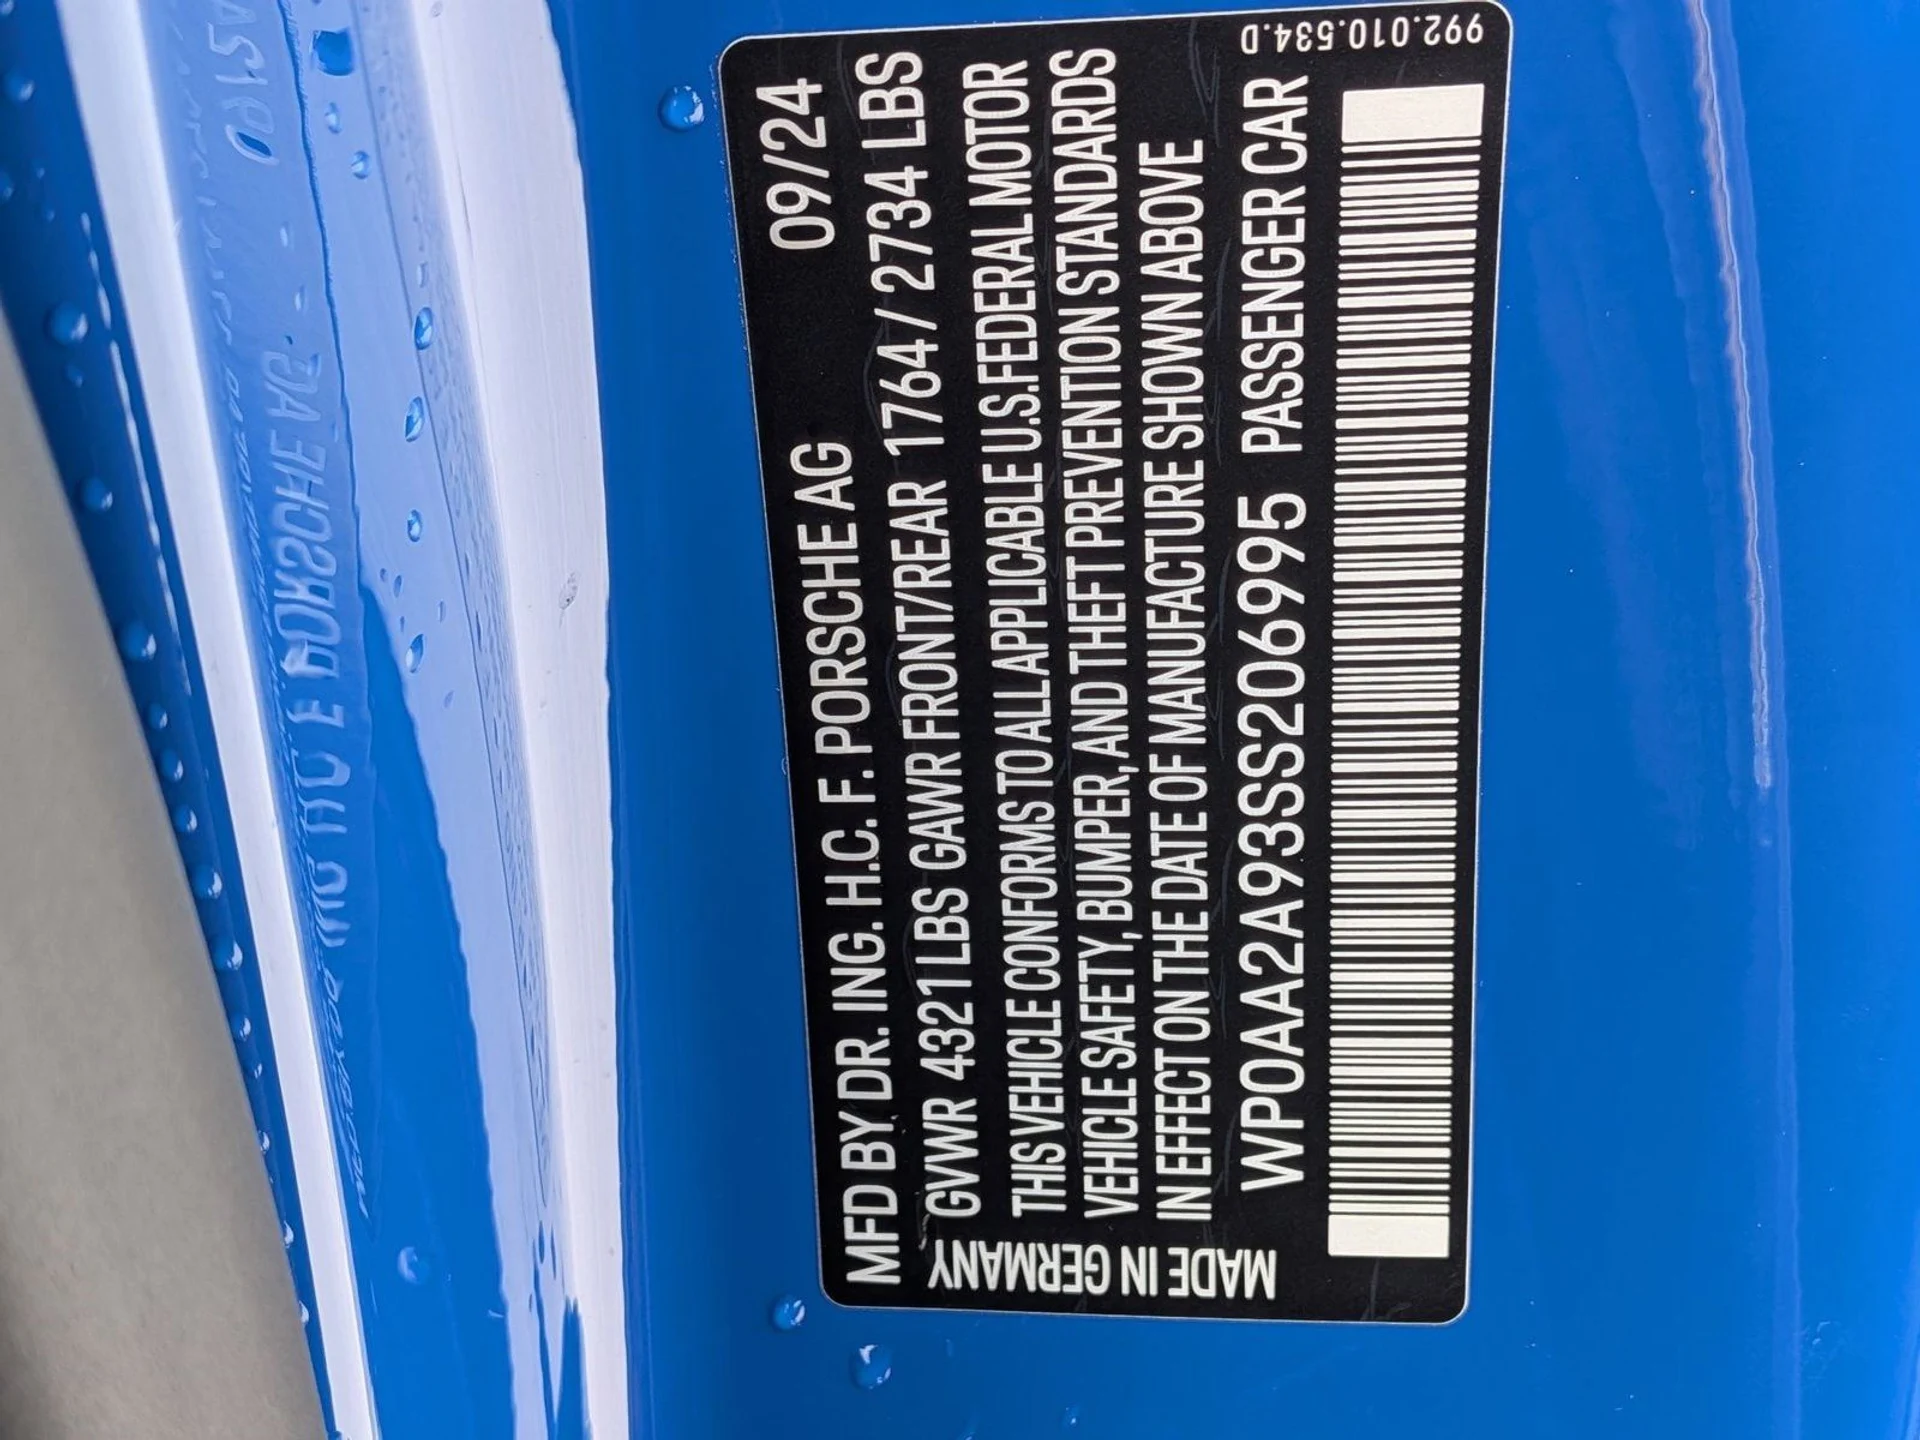 MFD BY DR. ING. H.C. F. PORSCHE AG 09/24
GVWR 4321 LBS GAWR FRONT/REAR 1764 / 2734 LBS
THIS VEHICLE CONFORMS TO ALL APPLICABLE U.S. FEDERAL MOTOR
VEHICLE SAFETY, BUMPER, AND THEFT PREVENTION STANDARDS
IN EFFECT ON THE DATE OF MANUFACTURE SHOWN ABOVE
WP0AA2A93SS206995 PASSENGER CAR
MADE IN GERMANY
992.010.534.D